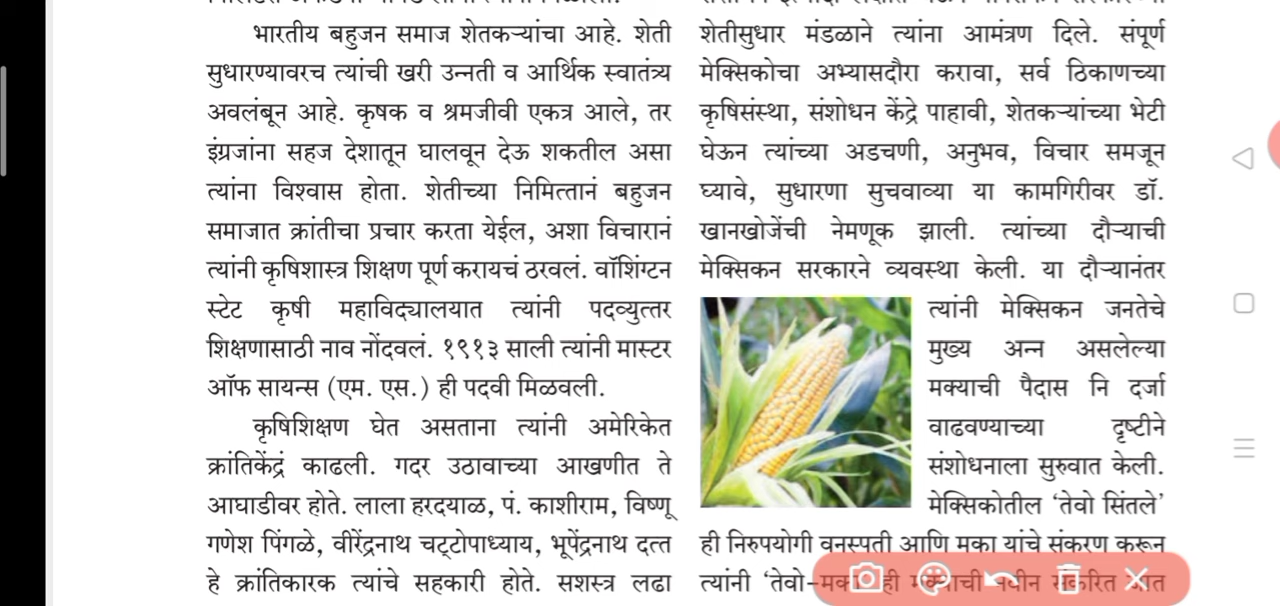 भारतीय बहुजन समाज शेतकऱ्यांचा आहे. शेती
सुधारण्यावरच त्यांची खरी उन्नती व आर्थिक स्वातंत्र्य
अवलंबून आहे. कृषक व श्रमजीवी एकत्र आले, तर
इंग्रजांना सहज देशातून घालवून देऊ शकतील असा
त्यांना विश्वास होता. शेतीच्या निमित्तानं बहुजन
समाजात क्रांतीचा प्रचार करता येईल, अशा विचारानं
त्यांनी कृषिशास्त्र शिक्षण पूर्ण करायचं ठरवलं. वॉशिंग्टन
स्टेट कृषी महाविद्यालयात त्यांनी पदव्युत्तर
शिक्षणासाठी नाव नोंदवलं. १९१३ साली त्यांनी मास्टर
ऑफ सायन्स (एम. एस.) ही पदवी मिळवली.
कृषिशिक्षण घेत असताना त्यांनी अमेरिकेत
क्रांतिकेंद्रं काढली. गदर उठावाच्या आखणीत ते
आघाडीवर होते. लाला हरदयाळ, पं. काशीराम, विष्णू
गणेश पिंगळे, वीरेंद्रनाथ चट्टोपाध्याय, भूपेंद्रनाथ दत्त
हे क्रांतिकारक त्यांचे सहकारी होते. सशस्त्र लढा
शेतीसुधार मंडळाने त्यांना आमंत्रण दिले. संपूर्ण
मेक्सिकोचा अभ्यासदौरा करावा, सर्व ठिकाणच्या
कृषिसंस्था, संशोधन केंद्रे पाहावी, शेतकऱ्यांच्या भेटी
घेऊन त्यांच्या अडचणी, अनुभव, विचार समजून
घ्यावे, सुधारणा सुचवाव्या या कामगिरीवर डॉ.
खानखोजेंची नेमणूक झाली. त्यांच्या दौऱ्याची
मेक्सिकन सरकारने व्यवस्था केली. या दौऱ्यानंतर
त्यांनी मेक्सिकन जनतेचे
मुख्य अन्न असलेल्या
मक्याची पैदास नि दर्जा
वाढवण्याच्या दृष्टीने
संशोधनाला सुरुवात केली.
मेक्सिकोतील ‘तेवो सिंतले’
ही निरुपयोगी वनस्पती आणि मका यांचे संकरण करून
त्यांनी ‘तेवो-मका ही मक्याची नवीन संकरित जात